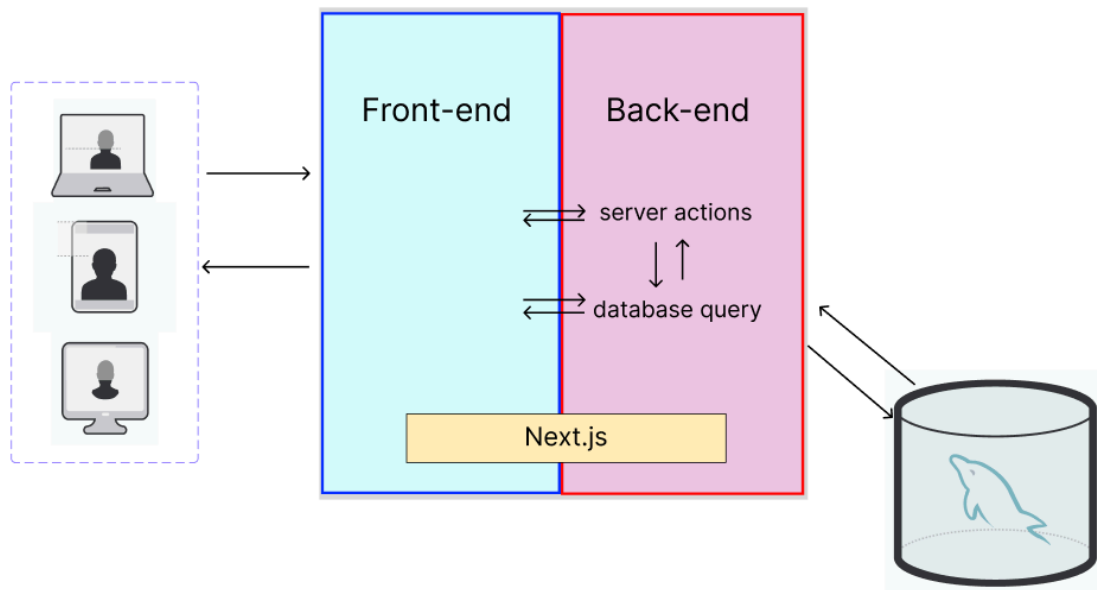 Front-end
Back-end
server actions
database query
Next.js